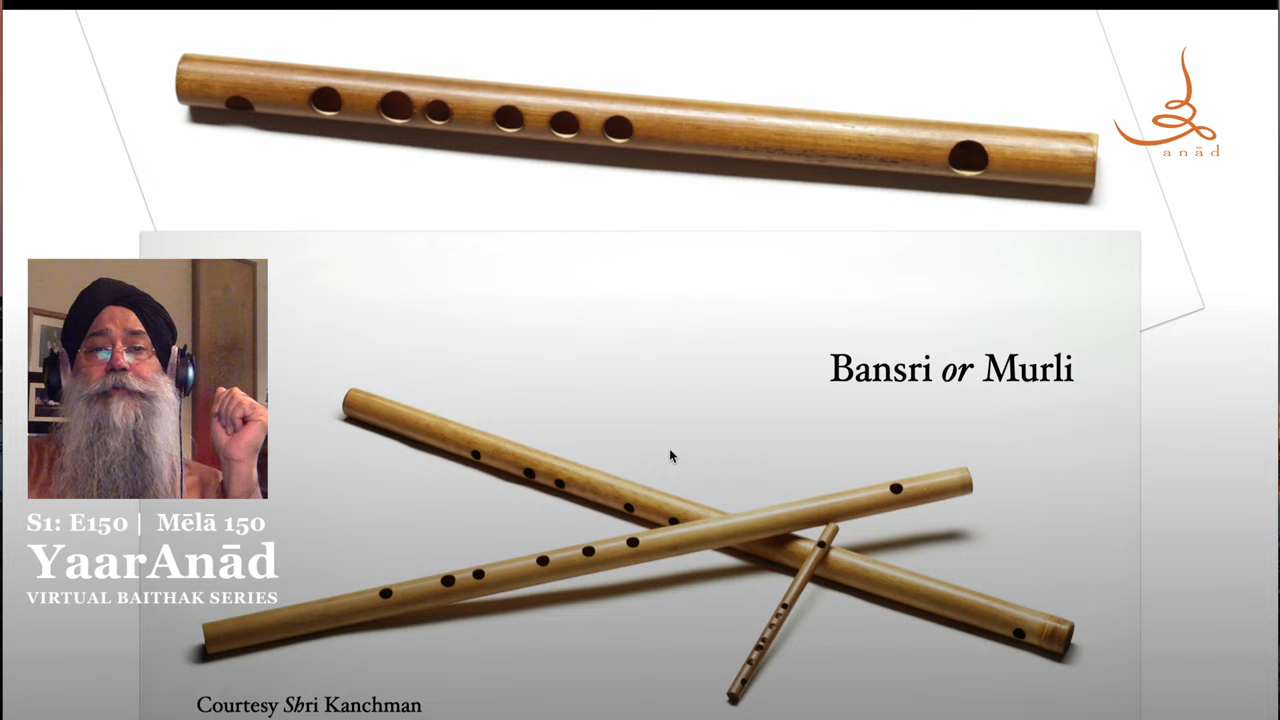 anād
Bansri or Murli
S1: E150 | Mēlā 150
YaarAnād
VIRTUAL BAITHAK SERIES
Courtesy Shri Kanchman